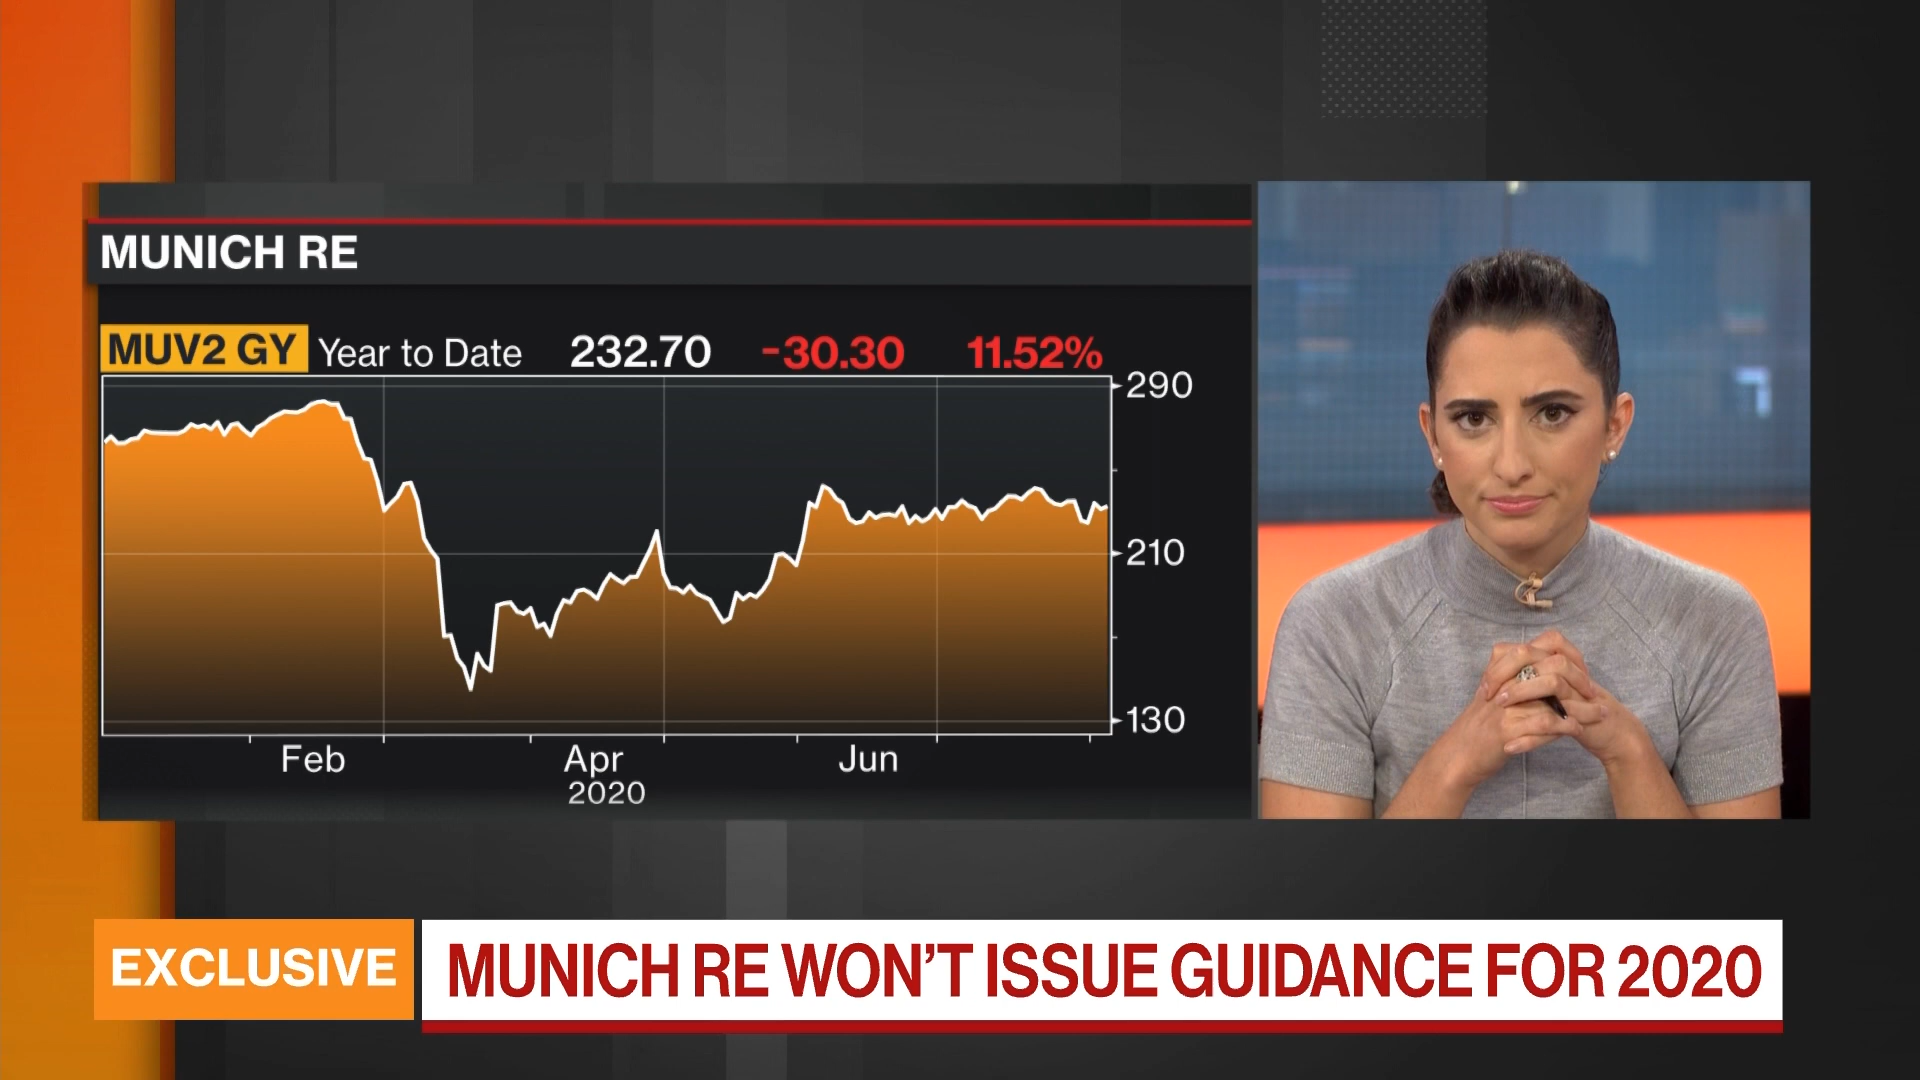 MUNICH RE
MUV2 GY Year to Date 232.70 -30.30 11.52%
290
210
130
Feb Apr Jun
2020
EXCLUSIVE MUNICH RE WON'T ISSUE GUIDANCE FOR 2020